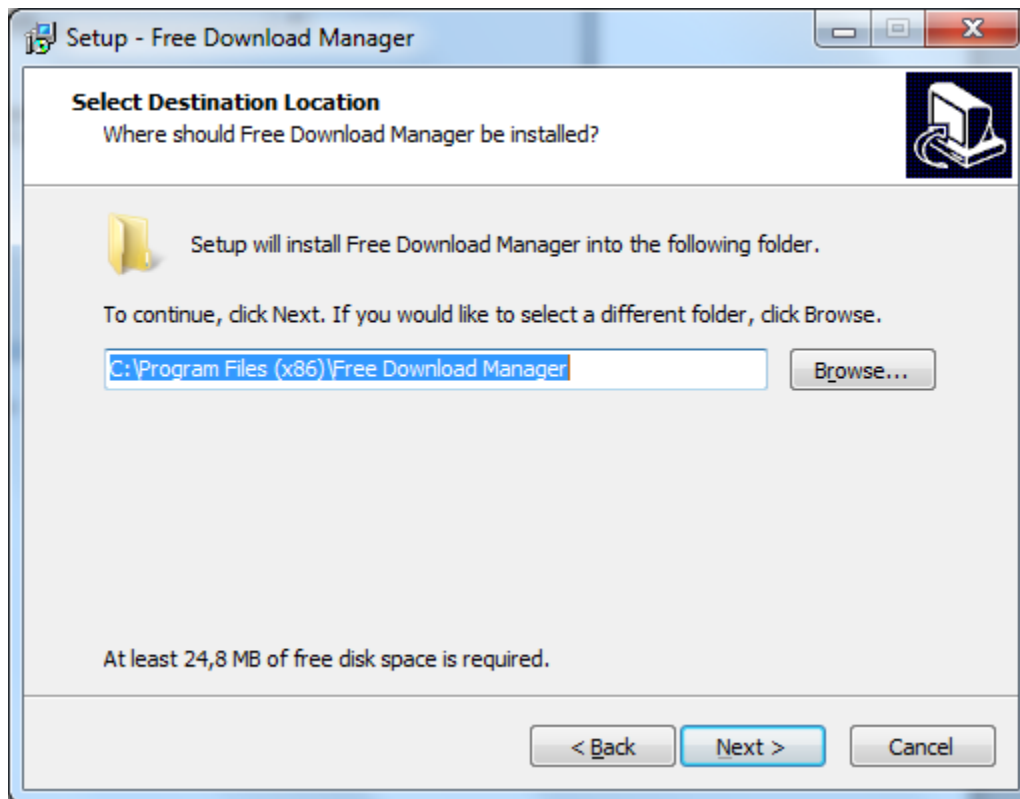 Setup - Free Download Manager
Select Destination Location
Where should Free Download Manager be installed?
Setup will install Free Download Manager into the following folder.
To continue, click Next. If you would like to select a different folder, click Browse.
C:\Program Files (x86)\Free Download Manager
Browse...
At least 24,8 MB of free disk space is required.
< Back
Next >
Cancel